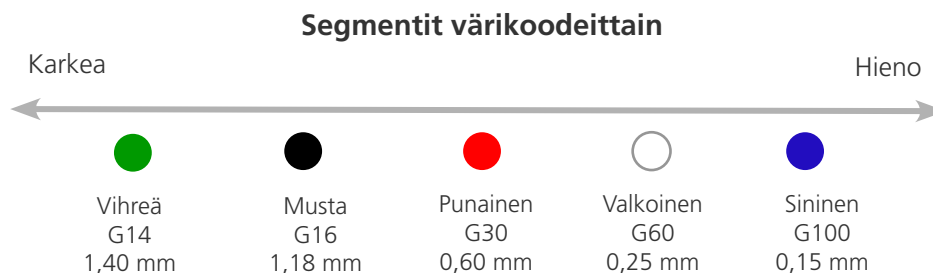 Segmentit värikoodeittain
Karkea
Hieno
Vihreä
G14
1,40 mm
Musta
G16
1,18 mm
Punainen
G30
0,60 mm
Valkoinen
G60
0,25 mm
Sininen
G100
0,15 mm